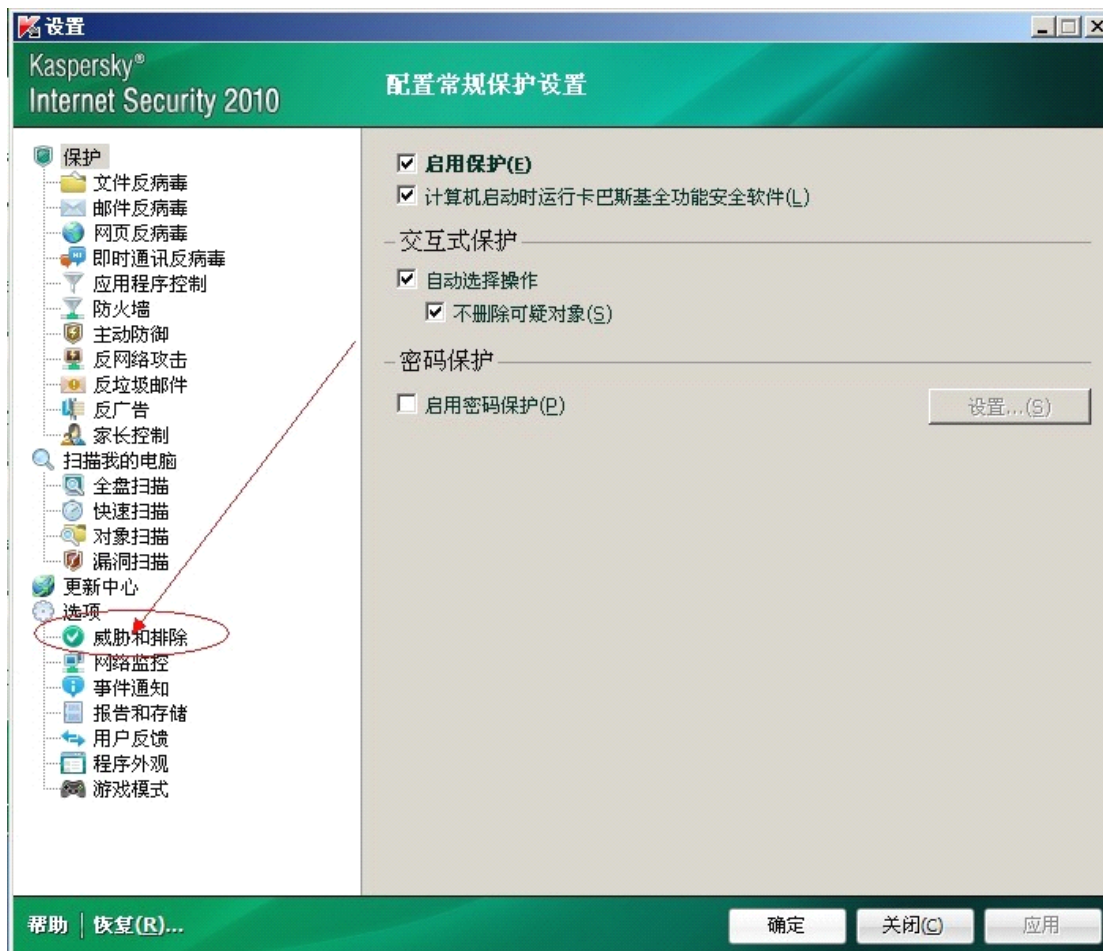 设置
Kaspersky®
Internet Security 2010
配置常规保护设置
保护
文件反病毒
邮件反病毒
网页反病毒
即时通讯反病毒
应用程序控制
防火墙
主动防御
反网络攻击
反垃圾邮件
反广告
家长控制
扫描我的电脑
全盘扫描
快速扫描
对象扫描
漏洞扫描
更新中心
选项
威胁和排除
网络监控
事件通知
报告和存储
用户反馈
程序外观
游戏模式
启用保护(E)
计算机启动时运行卡巴斯基全功能安全软件(L)
交互式保护
自动选择操作
不删除可疑对象(S)
密码保护
启用密码保护(P)
设置...(S)
帮助 恢复(R)...
确定 关闭(C) 应用